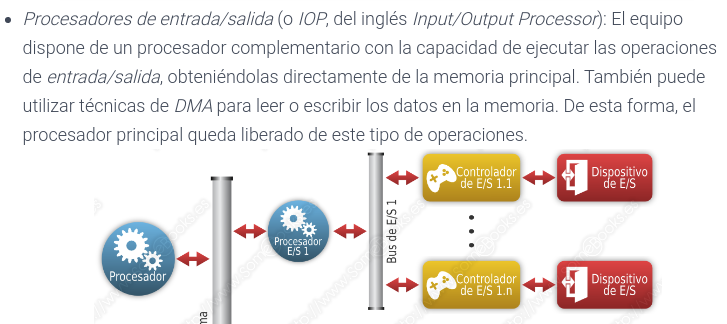 Procesadores de entrada/salida (o IOP, del inglés Input/Output Processor): El equipo
dispone de un procesador complementario con la capacidad de ejecutar las operaciones
de entrada/salida, obteniéndolas directamente de la memoria principal. También puede
utilizar técnicas de DMA para leer o escribir los datos en la memoria. De esta forma, el
procesador principal queda liberado de este tipo de operaciones.
Procesador
Procesador
E/S 1
Bus de E/S 1
Controlador
de E/S 1.1
Dispositivo
de E/S
Controlador
de E/S 1.n
Dispositivo
de E/S